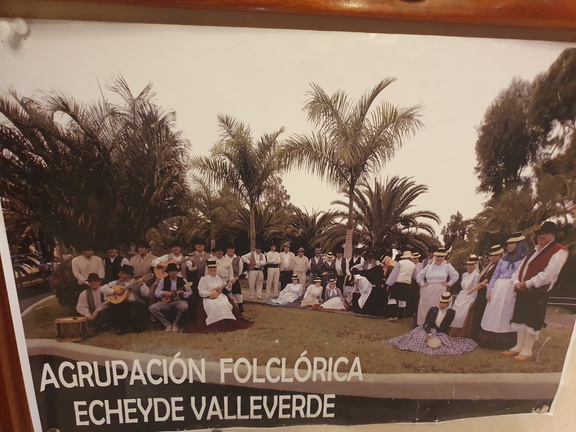 AGRUPACIÓN FOLCLÓRICA
ECHEYDE VALLEVERDE